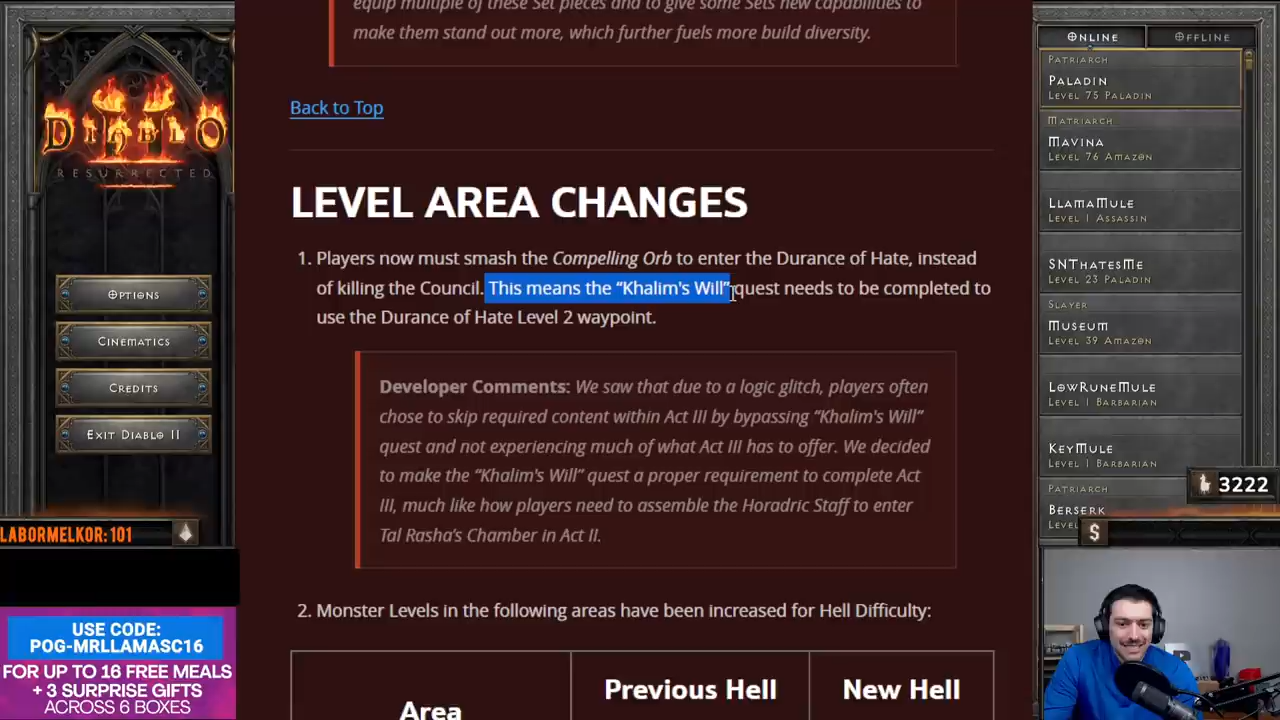 equip multiple of these Set pieces and to give some Sets new capabilities to
make them stand out more, which further fuels more build diversity.
Back to Top
LEVEL AREA CHANGES
1. Players now must smash the Compelling Orb to enter the Durance of Hate, instead
of killing the Council. This means the “Khalim's Will” quest needs to be completed to
use the Durance of Hate Level 2 waypoint.
Developer Comments: We saw that due to a logic glitch, players often
chose to skip required content within Act III by bypassing “Khalim's Will”
quest and not experiencing much of what Act III has to offer. We decided
to make the “Khalim's Will” quest a proper requirement to complete Act
III, much like how players need to assemble the Horadric Staff to enter
Tal Rasha’s Chamber in Act II.
2. Monster Levels in the following areas have been increased for Hell Difficulty:
Area
Previous Hell
New Hell
DIABLO
II
RESURRECTED
Options
Cinematics
Credits
Exit Diablo II
LABORMELKOR: 101
USE CODE:
POG-MRLLAMASC16
FOR UP TO 16 FREE MEALS
+ 3 SURPRISE GIFTS
ACROSS 6 BOXES
Online
Offline
Patriarch
Paladin
Level 75 Paladin
Matriarch
Mavina
Level 76 Amazon
LlamaMule
Level 1 Assassin
SNThatesMe
Level 23 Paladin
Slayer
Museum
Level 39 Amazon
LowRuneMule
Level 1 Barbarian
KeyMule
Level 1 Barbarian
Patriarch
Berserk
Level
3222
$